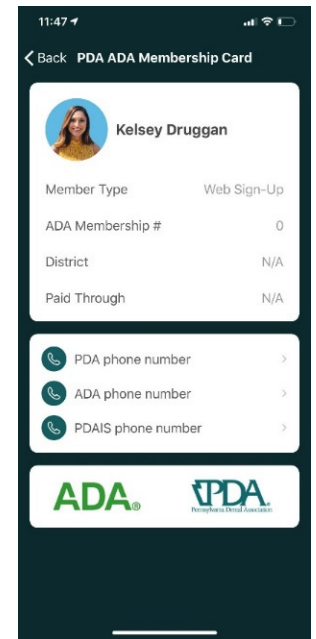 11:47
Back PDA ADA Membership Card
Kelsey Druggan
Member Type Web Sign-Up
ADA Membership # 0
District N/A
Paid Through N/A
PDA phone number
ADA phone number
PDAIS phone number
ADA® PDA®
Pennsylvania Dental Association